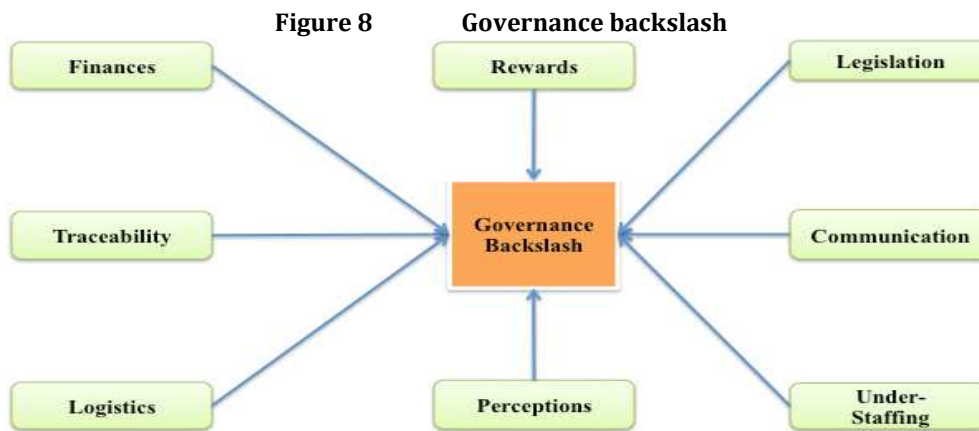 Figure 8 Governance backslash
Finances
Rewards
Legislation
Traceability
Governance
Backslash
Communication
Logistics
Perceptions
Under-
Staffing